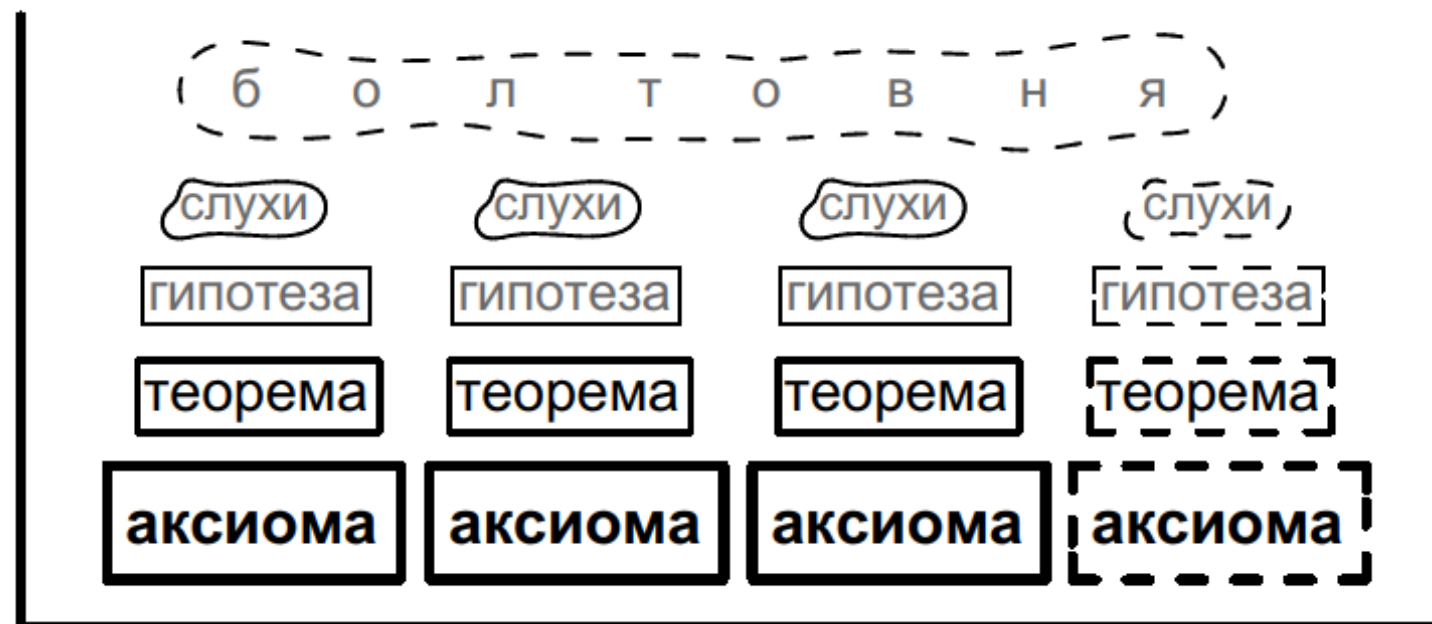 б о л т о в н я
слухи слухи слухи слухи
гипотеза гипотеза гипотеза гипотеза
теорема теорема теорема теорема
аксиома аксиома аксиома аксиома